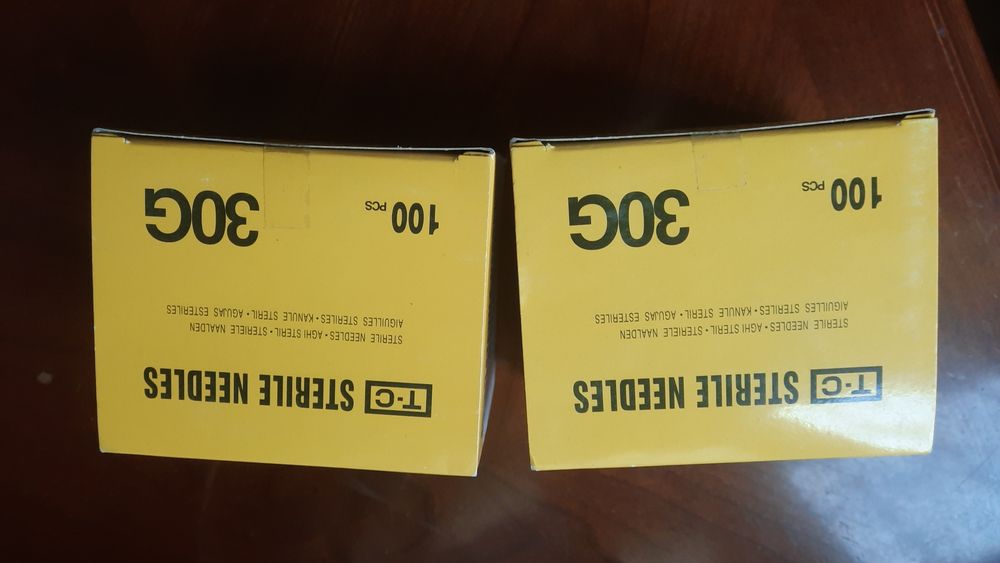 T·C STERILE NEEDLES
STERILE NEEDLES • AGHI STERIL • STERIELE NAALDEN
AIGUILLES STERILES • KANULE STERIL • AGUJAS ESTERILES
100 PCS 30G
T·C STERILE NEEDLES
STERILE NEEDLES • AGHI STERIL • STERIELE NAALDEN
AIGUILLES STERILES • KANULE STERIL • AGUJAS ESTERILES
100 PCS 30G